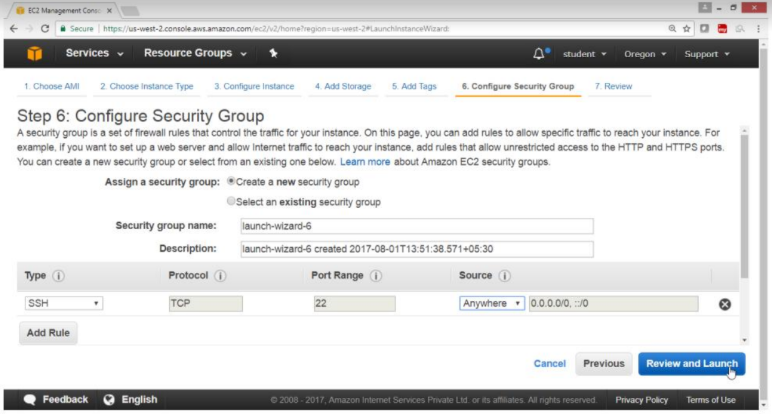 EC2 Management Conso
Secure https://us-west-2.console.aws.amazon.com/ec2/v2/home?region=us-west-2#LaunchInstanceWizard:
Services Resource Groups student Oregon Support
1. Choose AMI 2. Choose Instance Type 3. Configure Instance 4. Add Storage 5. Add Tags 6. Configure Security Group 7. Review
Step 6: Configure Security Group
A security group is a set of firewall rules that control the traffic for your instance. On this page, you can add rules to allow specific traffic to reach your instance. For
example, if you want to set up a web server and allow Internet traffic to reach your instance, add rules that allow unrestricted access to the HTTP and HTTPS ports.
You can create a new security group or select from an existing one below. Learn more about Amazon EC2 security groups.
Assign a security group: Create a new security group
Select an existing security group
Security group name: launch-wizard-6
Description: launch-wizard-6 created 2017-08-01T13:51:38.571+05:30
Type i Protocol i Port Range i Source i
SSH TCP 22 Anywhere 0.0.0.0/0, ::/0
Add Rule
Cancel Previous Review and Launch
Feedback English © 2008 - 2017, Amazon Internet Services Private Ltd. or its affiliates. All rights reserved. Privacy Policy Terms of Use